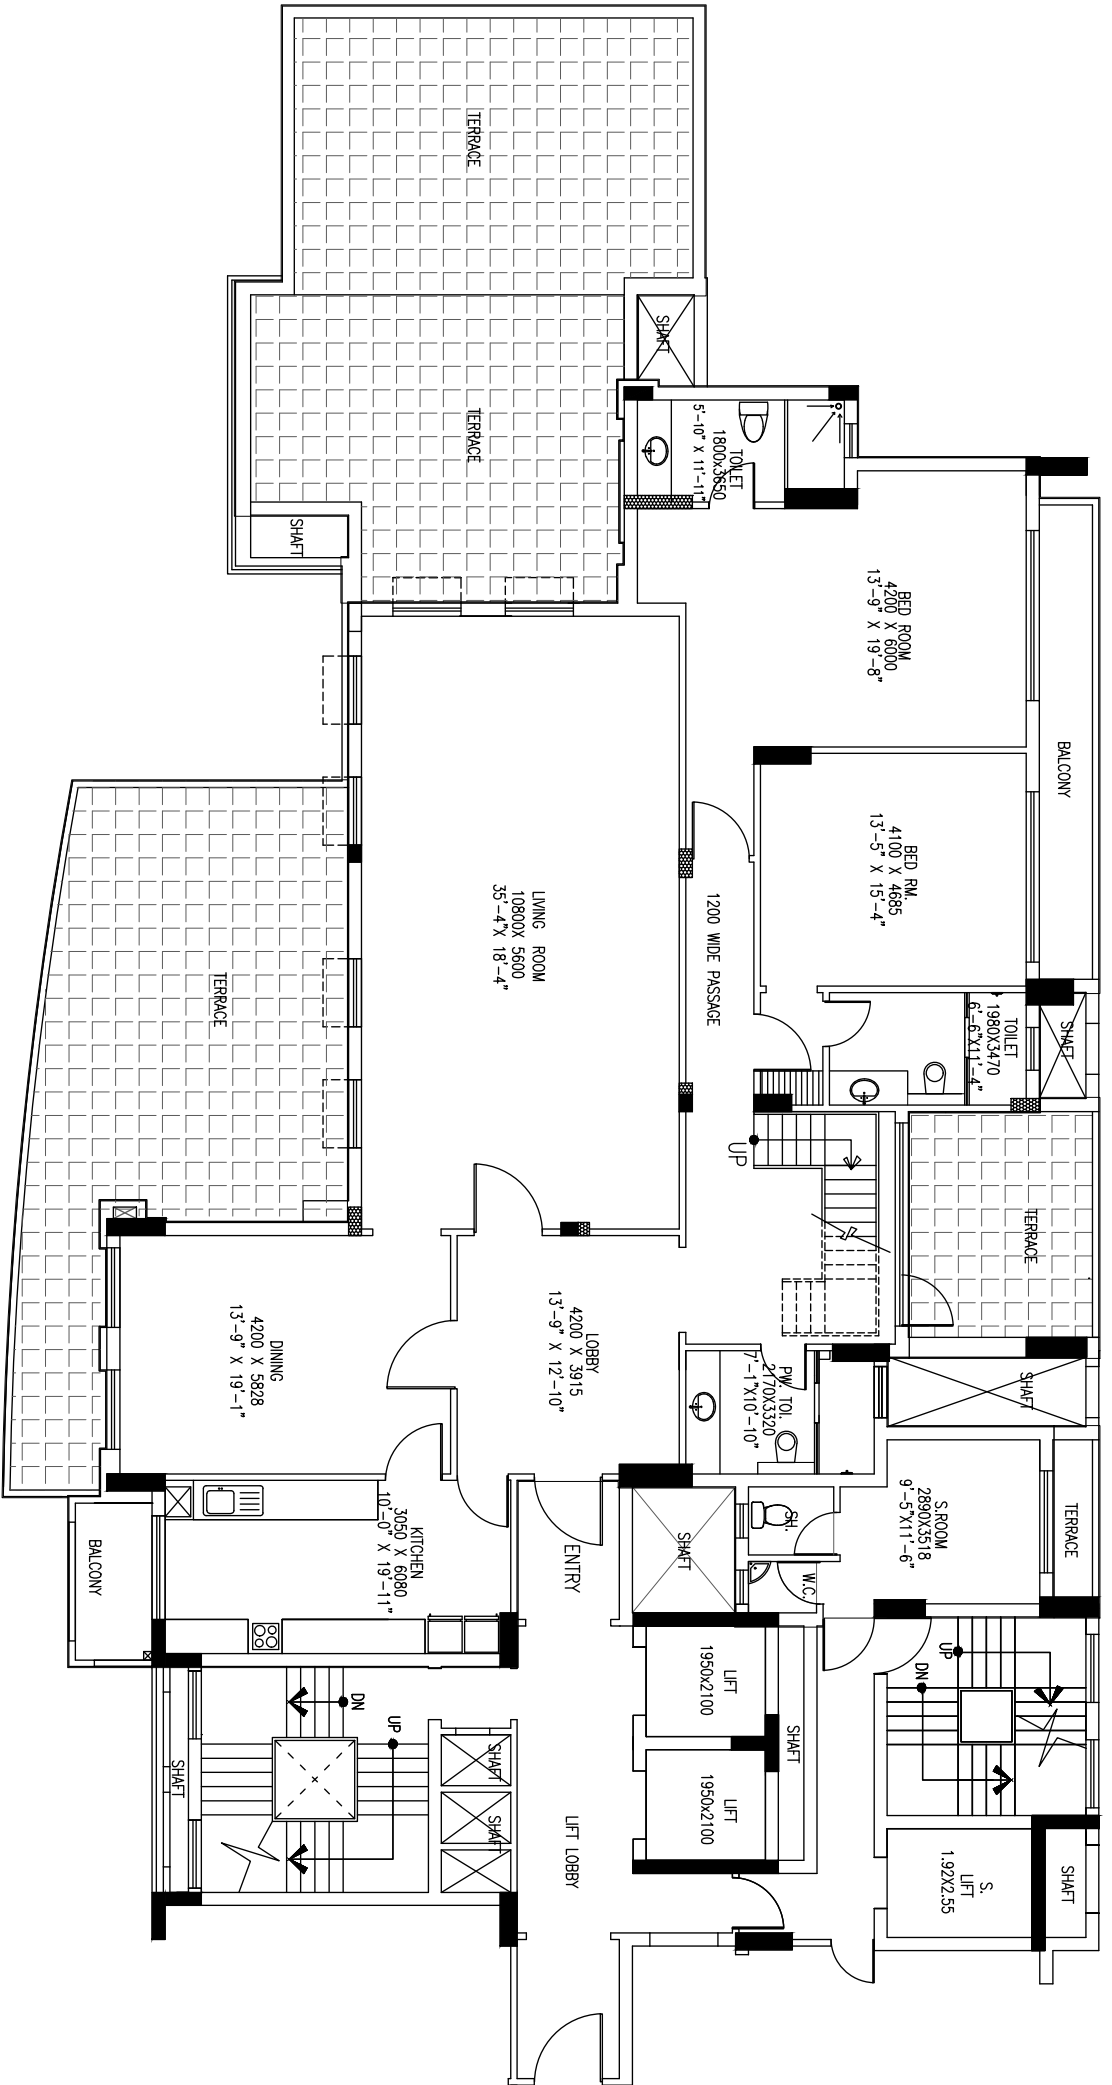 TERRACE
TERRACE
SHAFT
SHAFT
TOILET
1800x3650
5'-10" X 11'-11"
BED ROOM
4200 X 6000
13'-9" X 19'-8"
BALCONY
BED RM.
4100 X 4685
13'-5" X 15'-4"
1200 WIDE PASSAGE
LIVING ROOM
10800X 5600
35'-4"X 18'-4"
TERRACE
TOILET
1980X3470
6'-6"X11'-4"
SHAFT
UP
TERRACE
LOBBY
4200 X 3915
13'-9" X 12'-10"
DINING
4200 X 5828
13'-9" X 19'-1"
PW. TOI.
2170X3320
7'-1"X10'-10"
SHAFT
S.ROOM
2890X3518
9'-5"X11'-6"
TERRACE
SH.
W.C.
SHAFT
ENTRY
KITCHEN
3050 X 6080
10'-0" X 19'-11"
BALCONY
LIFT
1950x2100
LIFT
1950x2100
SHAFT
UP
DN
DN
UP
SHAFT
SHAFT
SHAFT
LIFT LOBBY
S.
LIFT
1.92X2.55
SHAFT